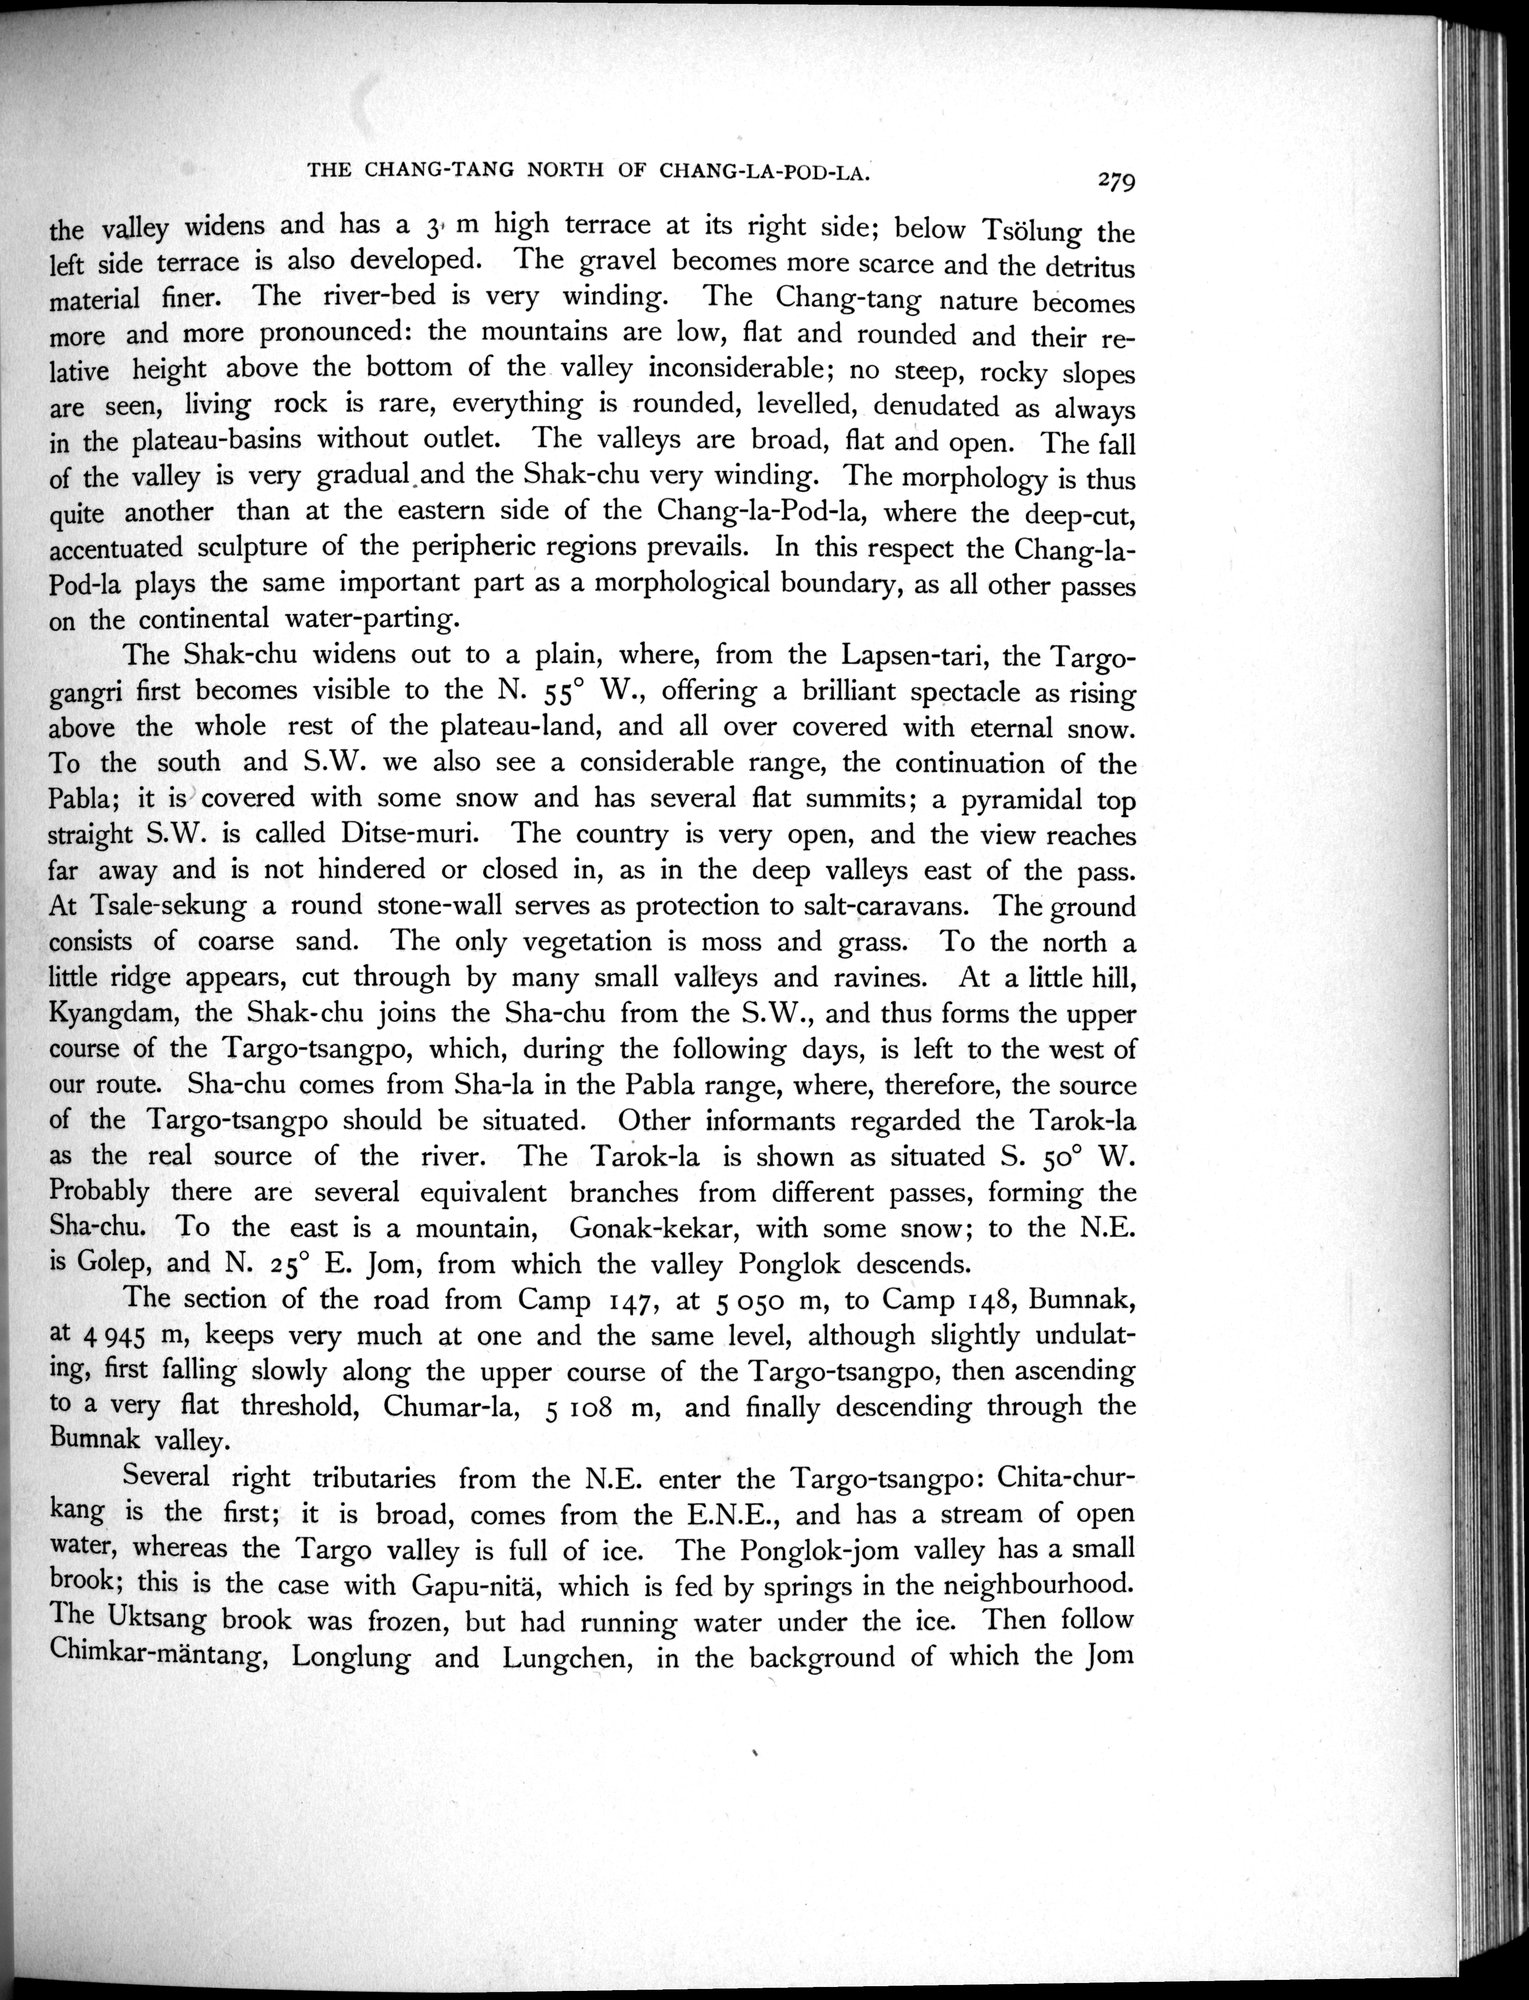 THE CHANG-TANG NORTH OF CHANG-LA-POD-LA.
279
the valley widens and has a 3 m high terrace at its right side; below Tsölung the
left side terrace is also developed. The gravel becomes more scarce and the detritus
material finer. The river-bed is very winding. The Chang-tang nature becomes
more and more pronounced: the mountains are low, flat and rounded and their re-
lative height above the bottom of the valley inconsiderable; no steep, rocky slopes
are seen, living rock is rare, everything is rounded, levelled, denudated as always
in the plateau-basins without outlet. The valleys are broad, flat and open. The fall
of the valley is very gradual and the Shak-chu very winding. The morphology is thus
quite another than at the eastern side of the Chang-la-Pod-la, where the deep-cut,
accentuated sculpture of the peripheric regions prevails. In this respect the Chang-la-
Pod-la plays the same important part as a morphological boundary, as all other passes
on the continental water-parting.
The Shak-chu widens out to a plain, where, from the Lapsen-tari, the Targo-
gangri first becomes visible to the N. 55° W., offering a brilliant spectacle as rising
above the whole rest of the plateau-land, and all over covered with eternal snow.
To the south and S.W. we also see a considerable range, the continuation of the
Pabla; it is covered with some snow and has several flat summits; a pyramidal top
straight S.W. is called Ditse-muri. The country is very open, and the view reaches
far away and is not hindered or closed in, as in the deep valleys east of the pass.
At Tsale-sekung a round stone-wall serves as protection to salt-caravans. The ground
consists of coarse sand. The only vegetation is moss and grass. To the north a
little ridge appears, cut through by many small valleys and ravines. At a little hill,
Kyangdam, the Shak-chu joins the Sha-chu from the S.W., and thus forms the upper
course of the Targo-tsangpo, which, during the following days, is left to the west of
our route. Sha-chu comes from Sha-la in the Pabla range, where, therefore, the source
of the Targo-tsangpo should be situated. Other informants regarded the Tarok-la
as the real source of the river. The Tarok-la is shown as situated S. 50° W.
Probably there are several equivalent branches from different passes, forming the
Sha-chu. To the east is a mountain, Gonak-kekar, with some snow; to the N.E.
is Golep, and N. 25° E. Jom, from which the valley Ponglok descends.
The section of the road from Camp 147, at 5 050 m, to Camp 148, Bumnak,
at 4 945 m, keeps very much at one and the same level, although slightly undulat-
ing, first falling slowly along the upper course of the Targo-tsangpo, then ascending
to a very flat threshold, Chumar-la, 5 108 m, and finally descending through the
Bumnak valley.
Several right tributaries from the N.E. enter the Targo-tsangpo: Chita-chur-
kang is the first; it is broad, comes from the E.N.E., and has a stream of open
water, whereas the Targo valley is full of ice. The Ponglok-jom valley has a small
brook; this is the case with Gapu-nitä, which is fed by springs in the neighbourhood.
The Uktsang brook was frozen, but had running water under the ice. Then follow
Chimkar-mäntang, Longlung and Lungchen, in the background of which the Jom